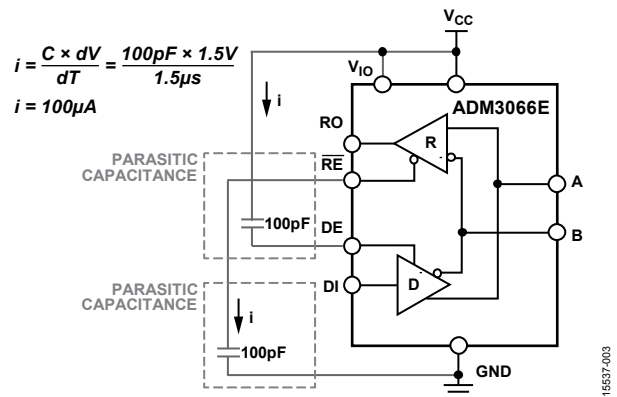 V_CC
i = C × dV / dT = 100pF × 1.5V / 1.5µs
i = 100µA
V_IO
i
ADM3066E
RO
R
PARASITIC
CAPACITANCE
R̅E̅
A
100pF
DE
B
PARASITIC
CAPACITANCE
DI
D
i
100pF
GND
15537-003